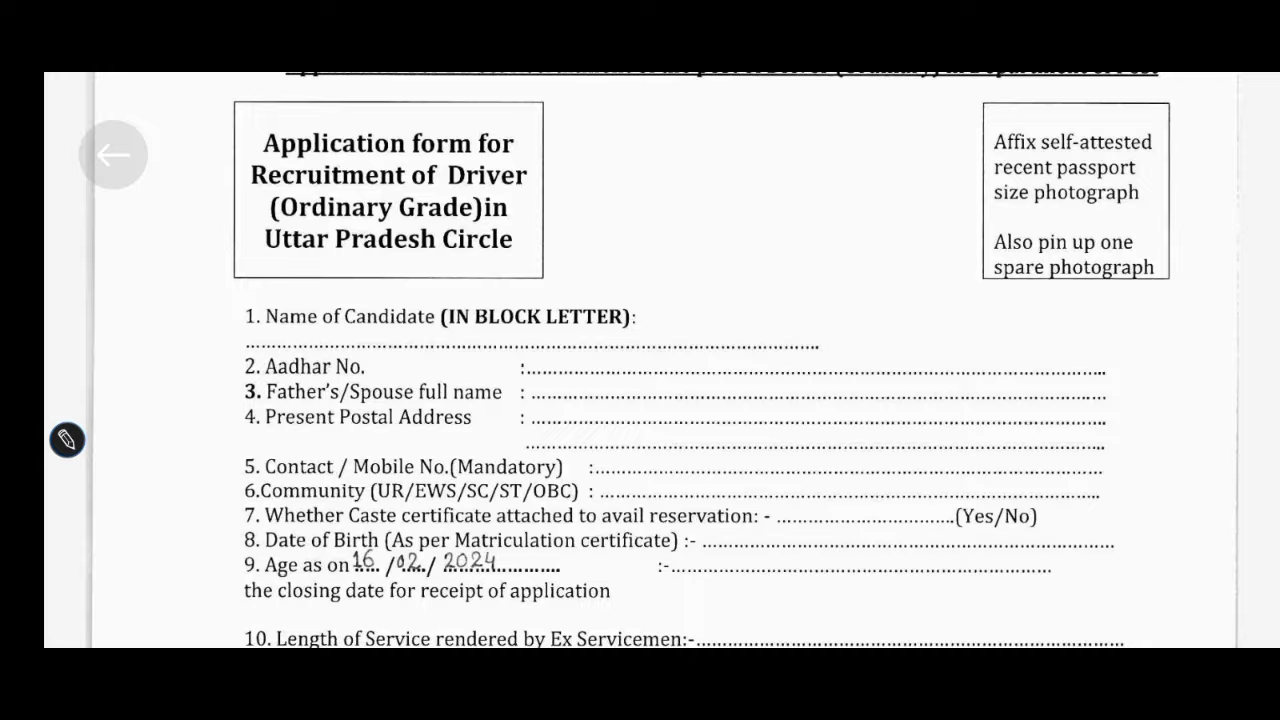 Application form for
Recruitment of Driver
(Ordinary Grade)in
Uttar Pradesh Circle
Affix self-attested
recent passport
size photograph
Also pin up one
spare photograph
1. Name of Candidate (IN BLOCK LETTER):
2. Aadhar No. :
3. Father's/Spouse full name :
4. Present Postal Address :
5. Contact / Mobile No.(Mandatory) :
6.Community (UR/EWS/SC/ST/OBC) :
7. Whether Caste certificate attached to avail reservation: - (Yes/No)
8. Date of Birth (As per Matriculation certificate) :-
9. Age as on 16 /02/ 2024 :-
the closing date for receipt of application
10. Length of Service rendered by Ex Servicemen:-